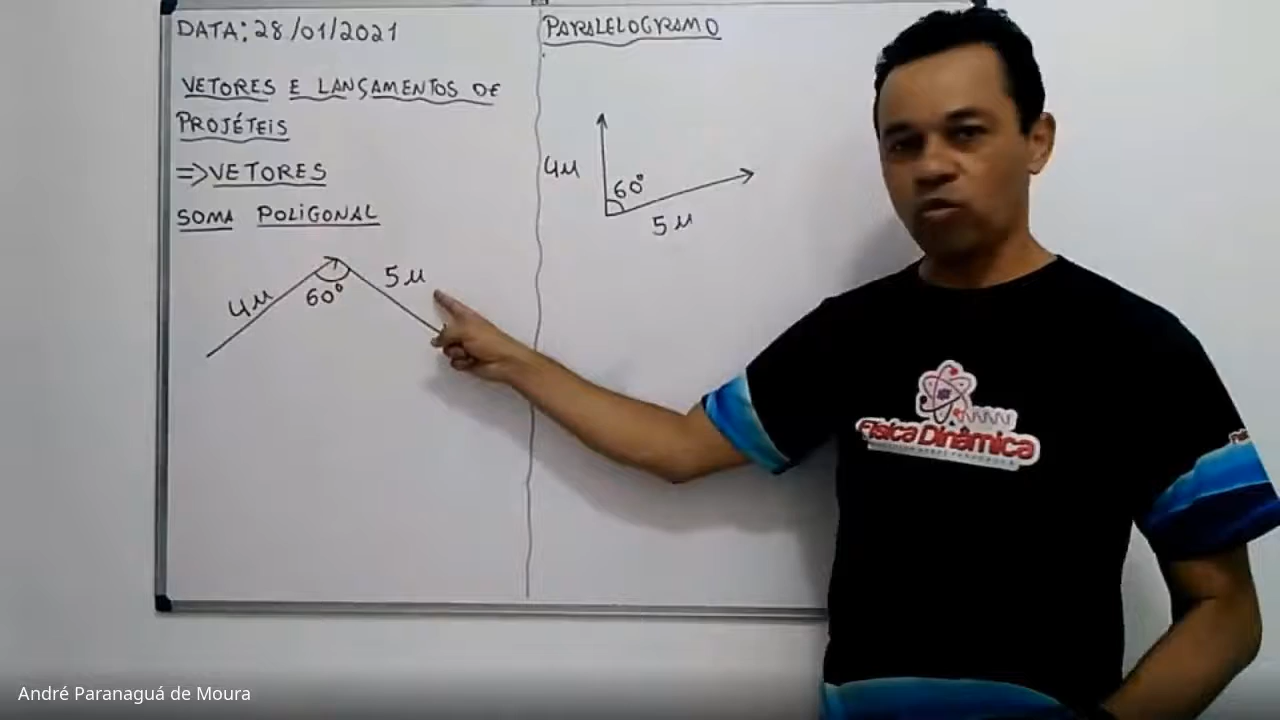 DATA: 28/01/2021
VETORES E LANÇAMENTOS DE
PROJÉTEIS
=> VETORES
SOMA POLIGONAL
4u
60°
5u
PARALELOGRAMO
4u
60°
5u
Física Dinâmica
André Paranaguá de Moura